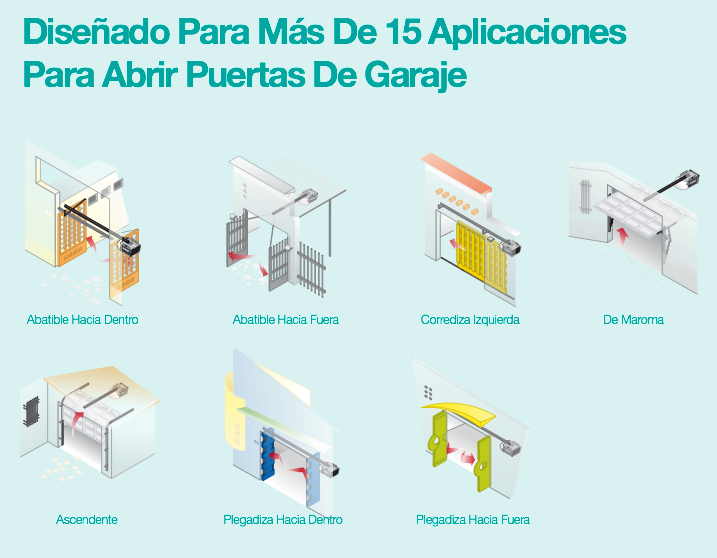 Diseñado Para Más De 15 Aplicaciones
Para Abrir Puertas De Garaje
Abatible Hacia Dentro
Abatible Hacia Fuera
Corrediza Izquierda
De Maroma
Ascendente
Plegadiza Hacia Dentro
Plegadiza Hacia Fuera